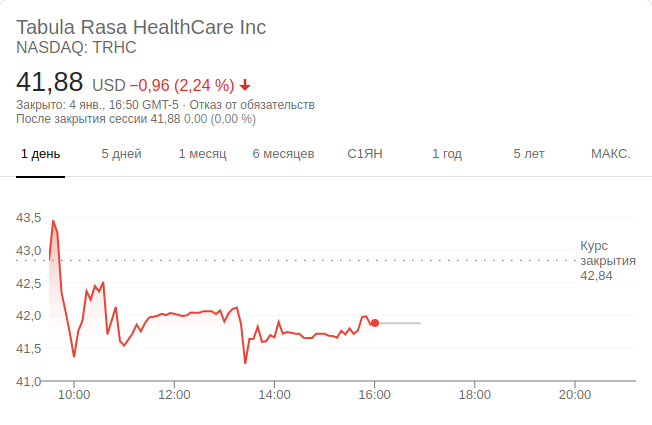 Tabula Rasa HealthCare Inc
NASDAQ: TRHC
41,88 USD −0,96 (2,24 %)
Закрыто: 4 янв., 16:50 GMT-5 · Отказ от обязательств
После закрытия сессии 41,88 0,00 (0,00 %)
1 день 5 дней 1 месяц 6 месяцев С1ЯН 1 год 5 лет МАКС.
43,5
43,0
42,5
42,0
41,5
41,0
Курс
закрытия
42,84
10:00 12:00 14:00 16:00 18:00 20:00